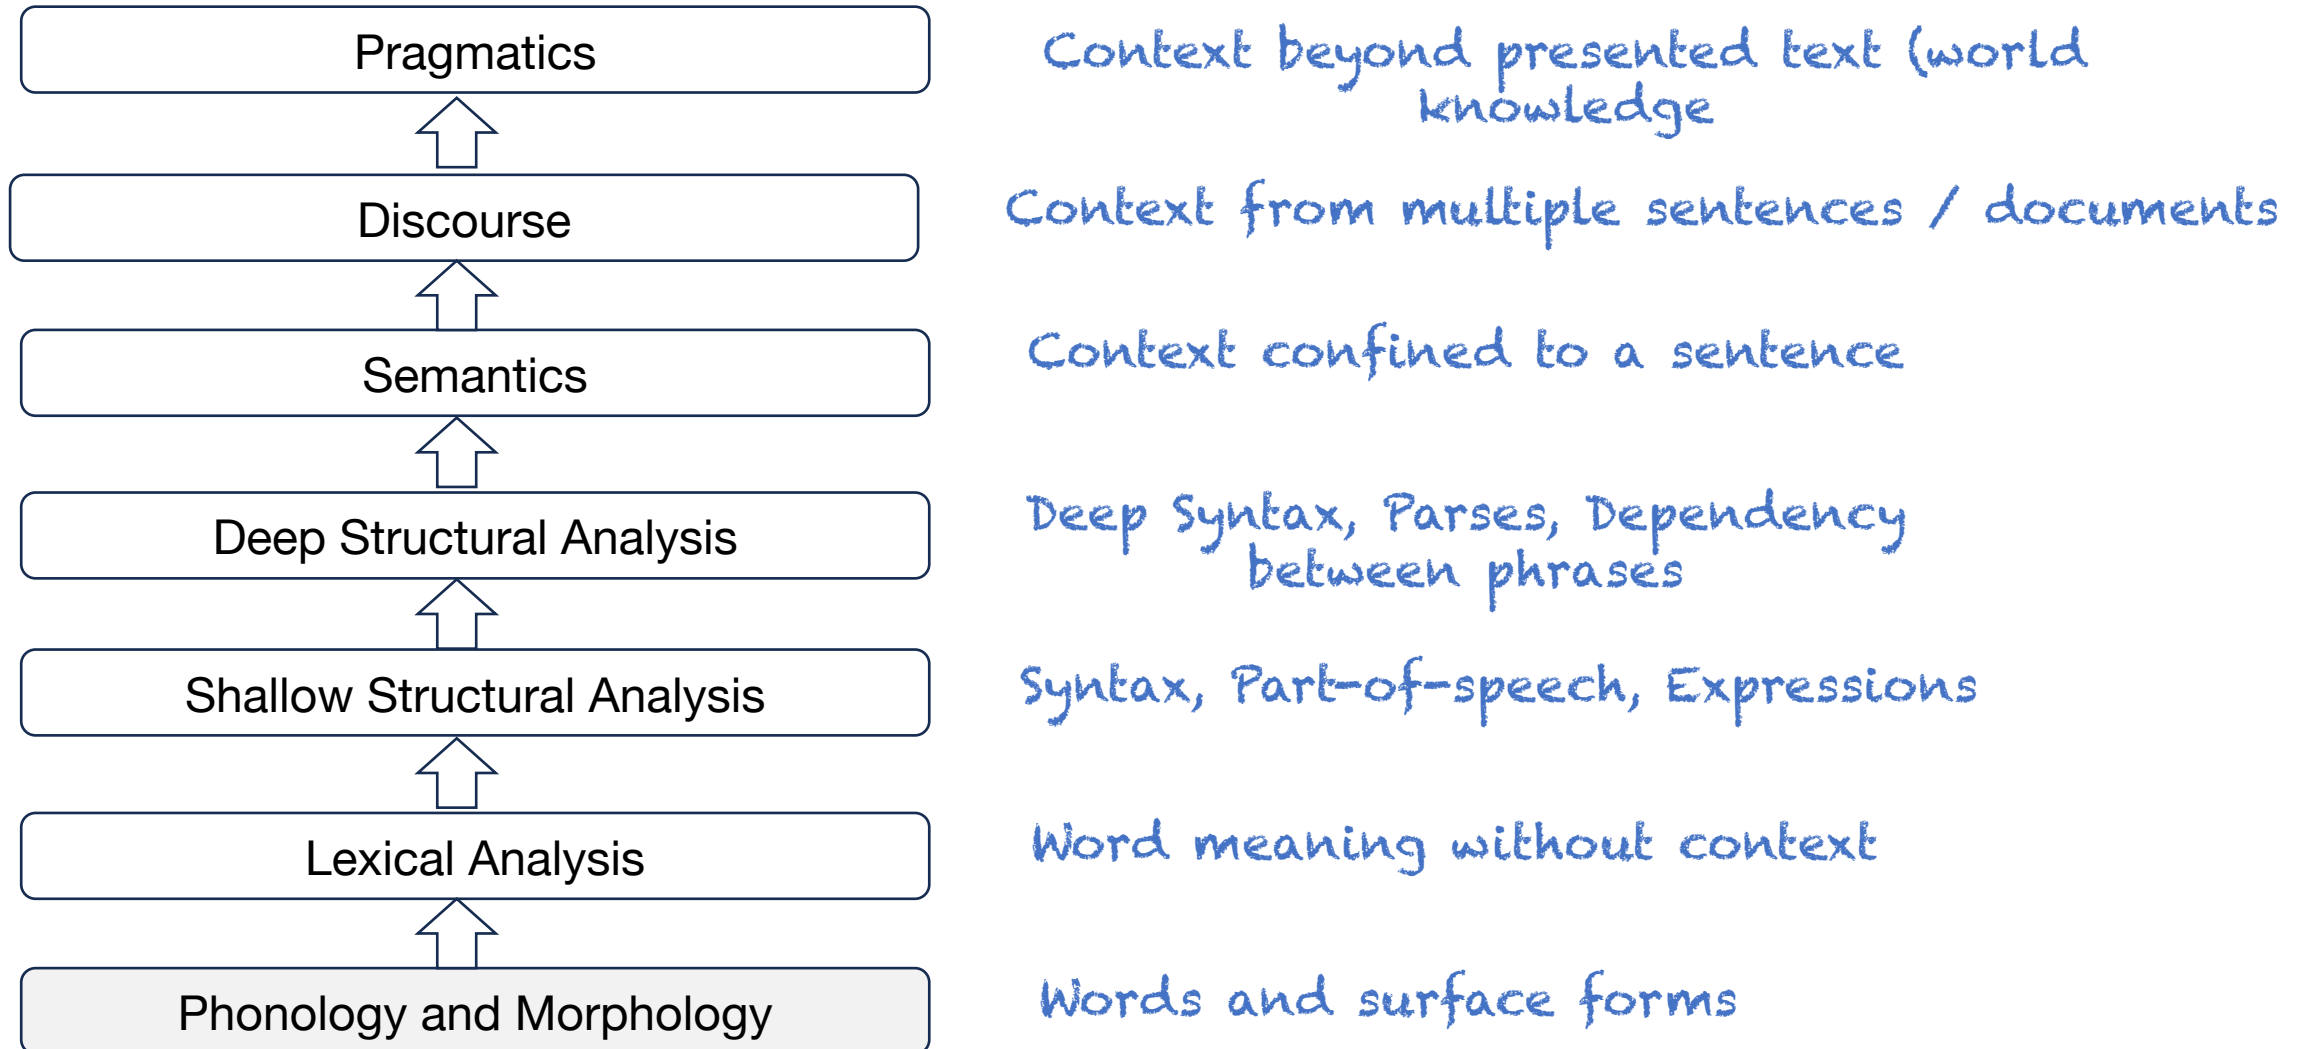 Pragmatics
Context beyond presented text (world
knowledge
Discourse
Context from multiple sentences / documents
Semantics
Context confined to a sentence
Deep Structural Analysis
Deep Syntax, Parses, Dependency
between phrases
Shallow Structural Analysis
Syntax, Part-of-speech, Expressions
Lexical Analysis
Word meaning without context
Phonology and Morphology
Words and surface forms